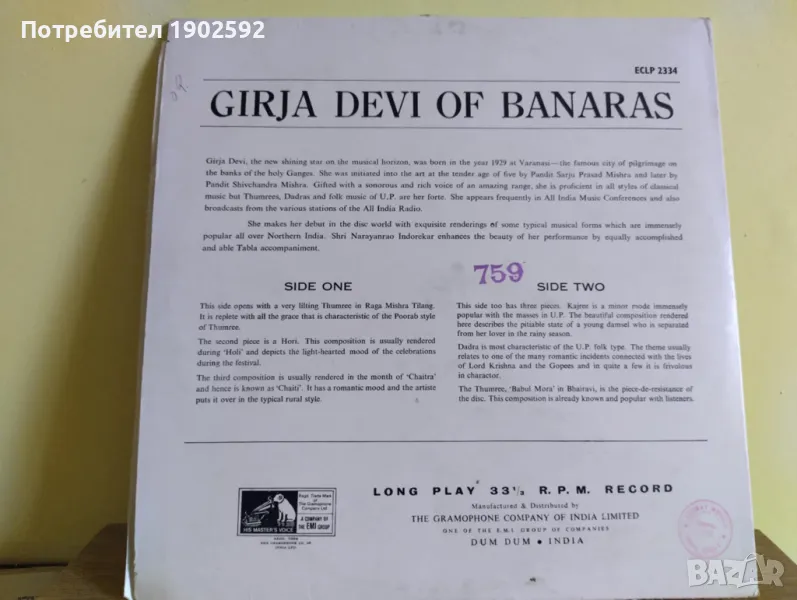 Потребител 1902592
ECLP 2334
GIRJA DEVI OF BANARAS
Girja Devi, the new shining star on the musical horizon, was born in the year 1929 at Varanasi—the famous city of pilgrimage on
the banks of the holy Ganges. She was initiated into the art at the tender age of five by Pandit Sarju Prasad Mishra and later by
Pandit Shivchandra Mishra. Gifted with a sonorous and rich voice of an amazing range, she is proficient in all styles of classical
music but Thumrees, Dadras and folk music of U.P. are her forte. She appears frequently in All India Music Conferences and also
broadcasts from the various stations of the All India Radio.
She makes her debut in the disc world with exquisite renderings of some typical musical forms which are immensely
popular all over Northern India. Shri Narayanrao Indorekar enhances the beauty of her performance by equally accomplished
and able Tabla accompaniment.
759
SIDE ONE
This side opens with a very lilting Thumree in Raga Mishra Tilang.
It is replete with all the grace that is characteristic of the Poorab style
of Thumree.
The second piece is a Hori. This composition is usually rendered
during 'Holi' and depicts the light-hearted mood of the celebrations
during the festival.
The third composition is usually rendered in the month of 'Chaitra'
and hence is known as 'Chaiti'. It has a romantic mood and the artiste
puts it over in the typical rural style.
SIDE TWO
This side too has three pieces. Kajree is a minor mode immensely
popular with the masses in U.P. The beautiful composition rendered
here describes the pitiable state of a young damsel who is seperated
from her lover in the rainy season.
Dadra is most characteristic of the U.P. folk type. The theme usually
relates to one of the many romantic incidents connected with the lives
of Lord Krishna and the Gopees and in quite a few it is frivolous
in charactor.
The Thumree, 'Babul Mora' in Bhairavi, is the piece-de-resistance of
the disc. This composition is already known and popular with listeners.
HIS MASTER'S VOICE
Regd. Trade Mark
of The Gramophone
Company Ltd
A COMPANY OF
THE EMI GROUP
LONG PLAY 33⅓ R.P.M. RECORD
Manufactured & Distributed by
THE GRAMOPHONE COMPANY OF INDIA LIMITED
ONE OF THE E.M.I. GROUP OF COMPANIES
DUM DUM • INDIA
BAZAR